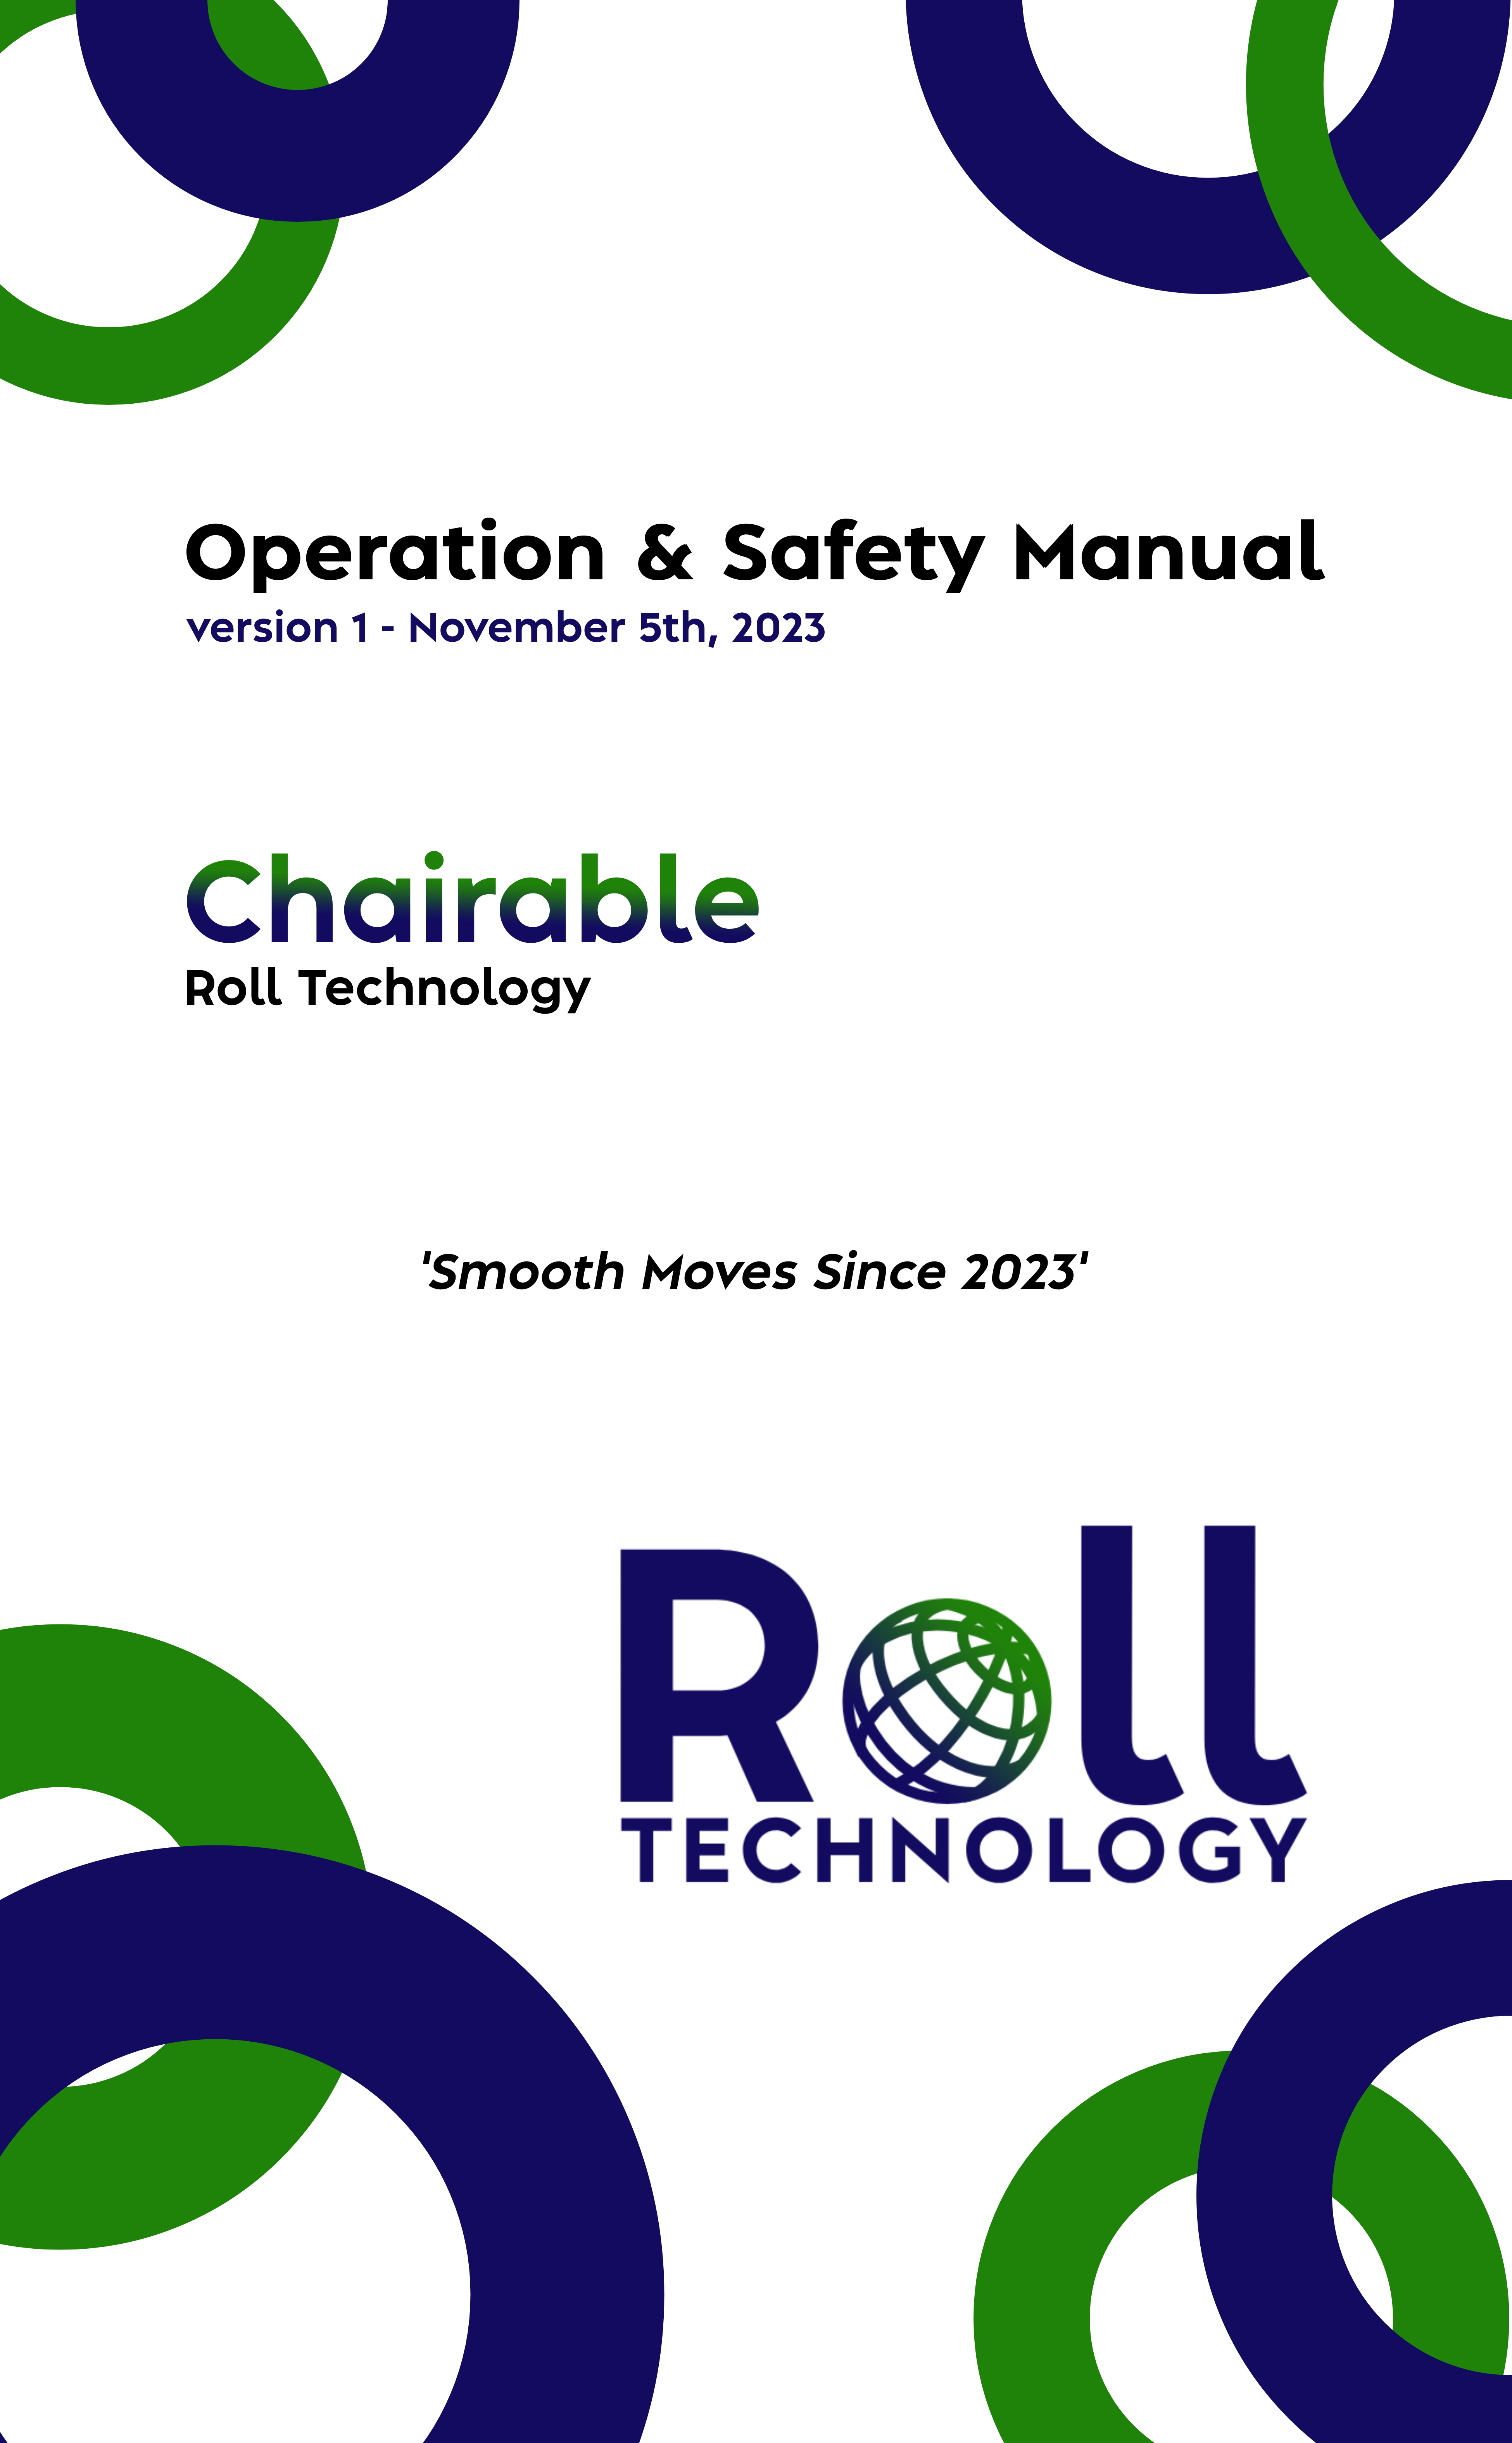 Operation & Safety Manual
version 1 - November 5th, 2023
Chairable
Roll Technology
'Smooth Moves Since 2023'
Roll
TECHNOLOGY